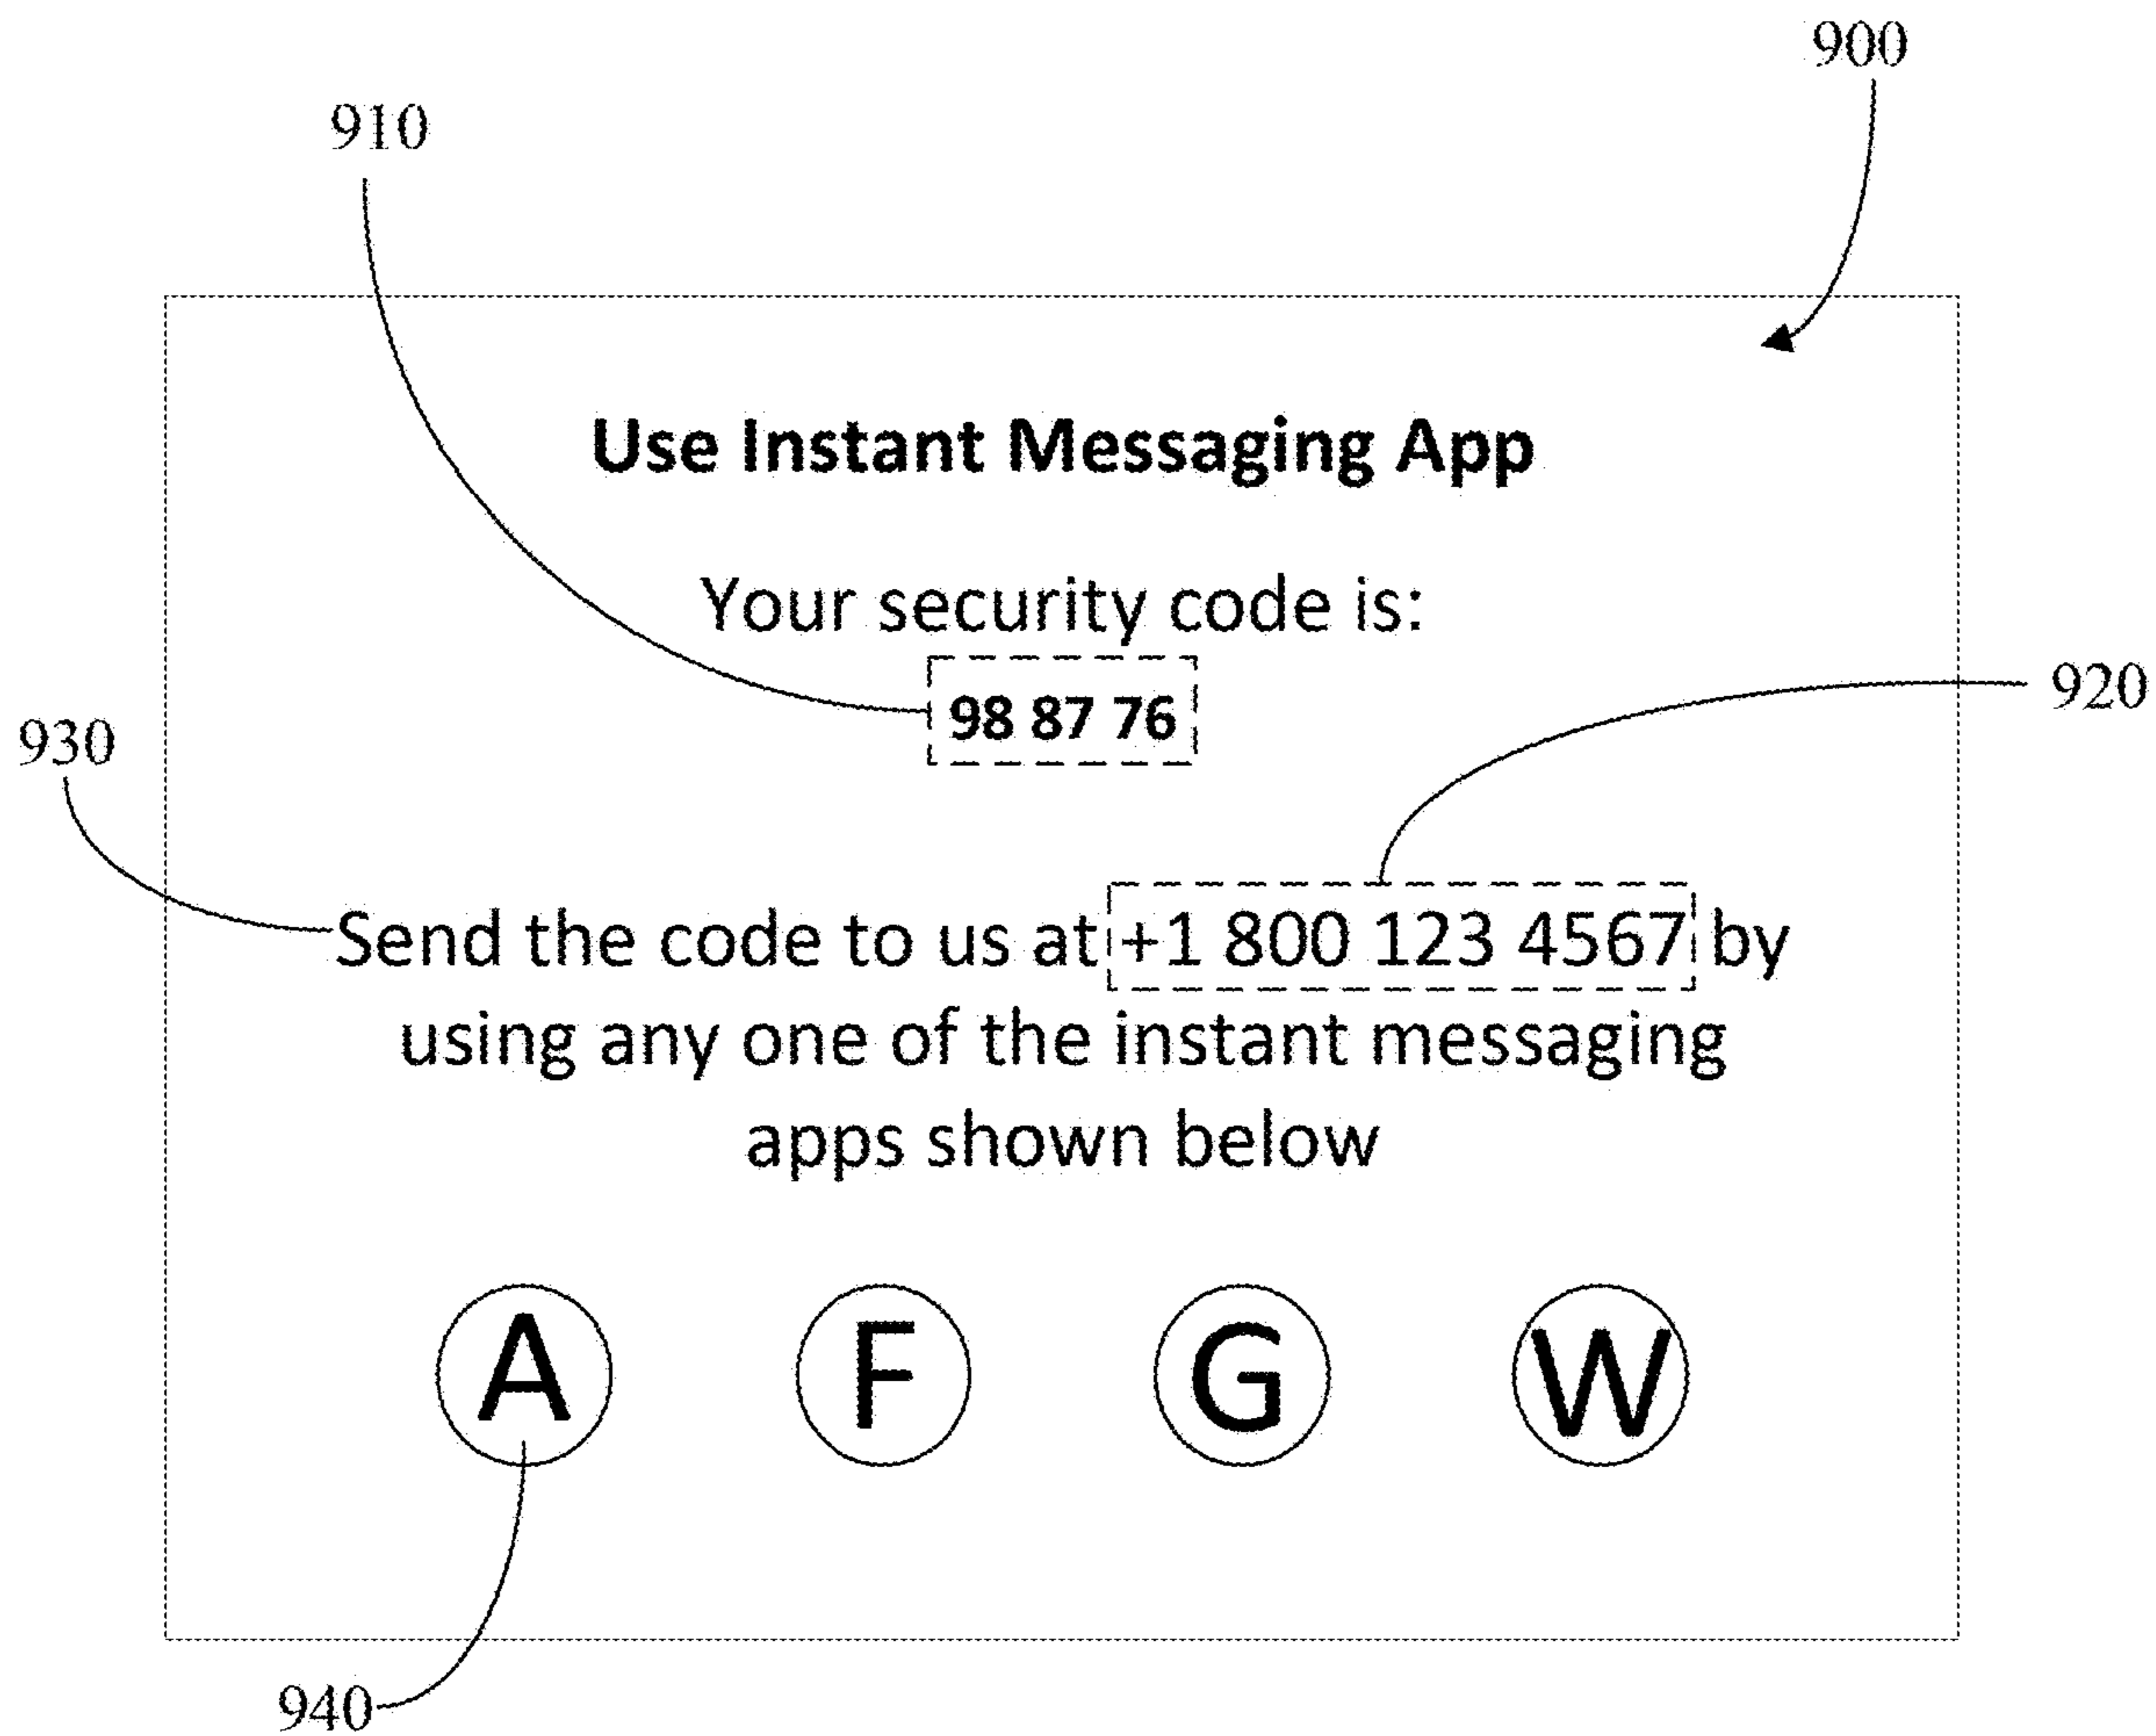 900
910
Use Instant Messaging App
Your security code is:
98 87 76
920
930
Send the code to us at +1 800 123 4567 by
using any one of the instant messaging
apps shown below
A F G W
940